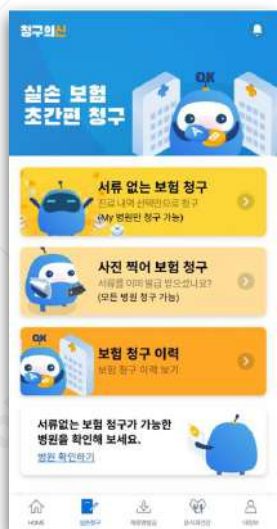 청구의신
실손 보험
초간편 청구
OK
서류 없는 보험 청구
진료 내역 선택만으로 청구
(My 병원만 청구 가능)
사진 찍어 보험 청구
서류를 이미 발급 받으셨나요?
(모든 병원 청구 가능)
OK
보험 청구 이력
보험 청구 이력 보기
서류없는 보험 청구가 가능한
병원을 확인해 보세요.
병원 확인하기
HOME
실손청구